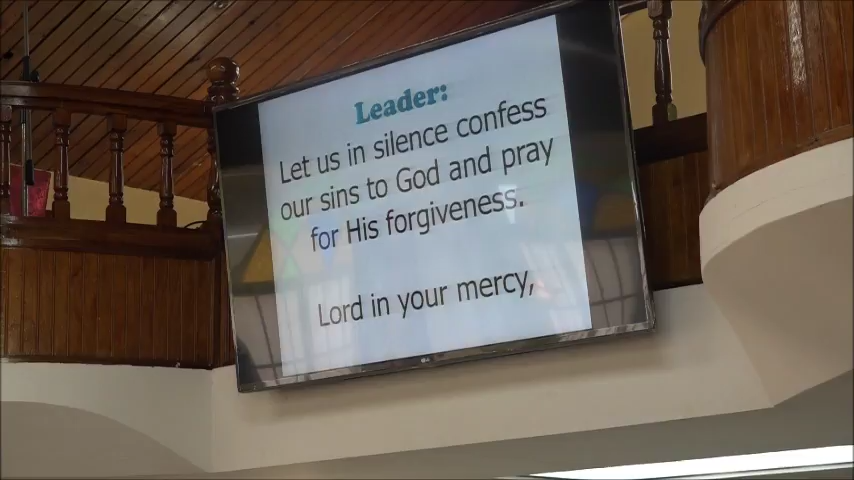 Leader:
Let us in silence confess
our sins to God and pray
for His forgiveness.
Lord in your mercy,
LG